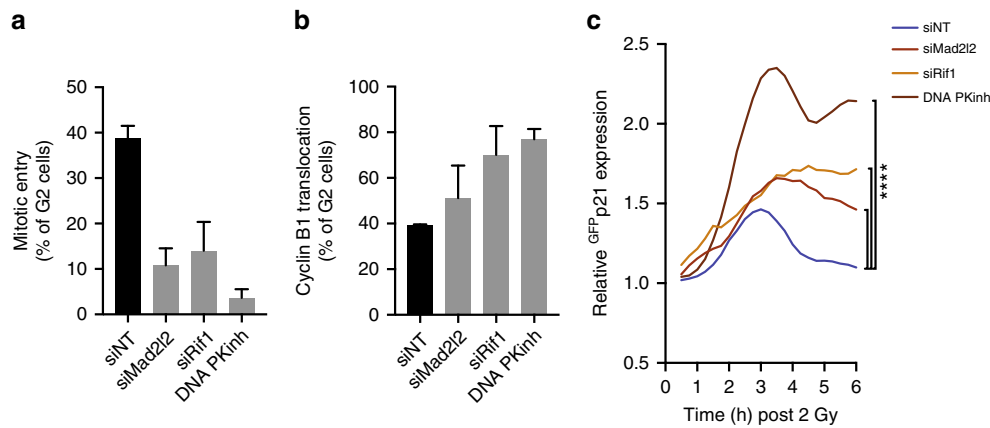 a
Mitotic entry
(% of G2 cells)
50
40
30
20
10
0
siNT
siMad2l2
siRif1
DNA PKinh
b
Cyclin B1 translocation
(% of G2 cells)
100
80
60
40
20
0
siNT
siMad2l2
siRif1
DNA PKinh
c
Relative GFPp21 expression
2.5
2.0
1.5
1.0
0.5
0 1 2 3 4 5 6
Time (h) post 2 Gy
siNT
siMad2l2
siRif1
DNA PKinh
****